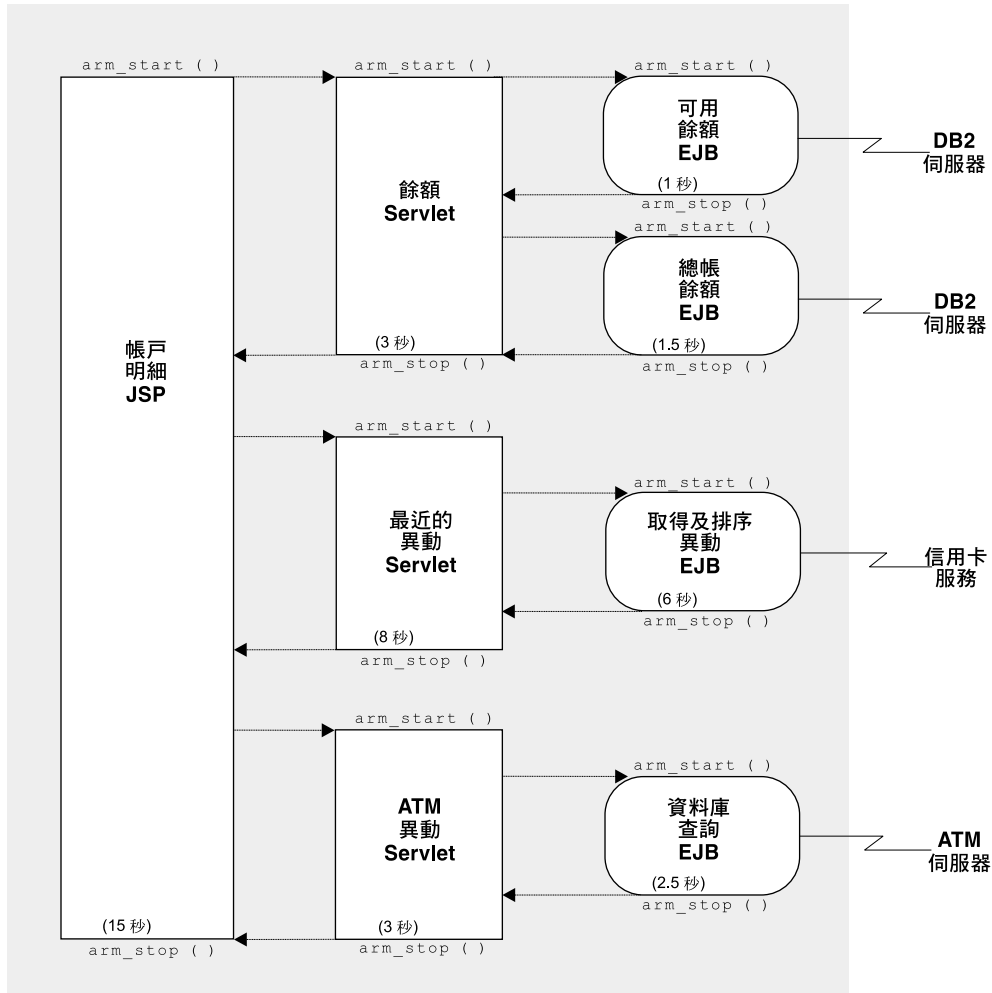 arm_start ( )
arm_start ( )
arm_start ( )
可用
餘額
EJB
(1 秒)
arm_stop ( )
DB2
伺服器
餘額
Servlet
(3 秒)
arm_stop ( )
arm_start ( )
總帳
餘額
EJB
(1.5 秒)
arm_stop ( )
DB2
伺服器
帳戶
明細
JSP
arm_start ( )
最近的
異動
Servlet
(8 秒)
arm_stop ( )
arm_start ( )
取得及排序
異動
EJB
(6 秒)
arm_stop ( )
信用卡
服務
arm_start ( )
ATM
異動
Servlet
(3 秒)
arm_stop ( )
arm_start ( )
資料庫
查詢
EJB
(2.5 秒)
arm_stop ( )
ATM
伺服器
(15 秒)
arm_stop ( )